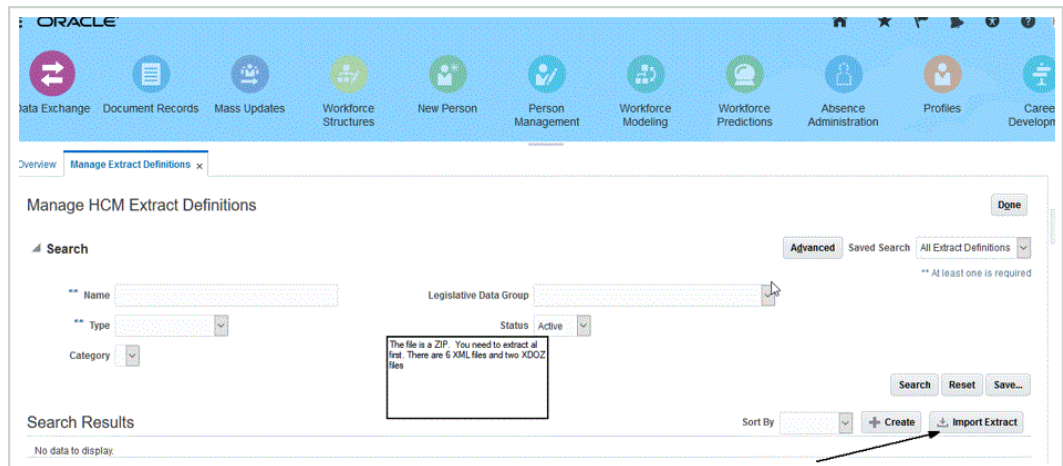 ORACLE
Data Exchange Document Records Mass Updates Workforce Structures New Person Person Management Workforce Modeling Workforce Predictions Absence Administration Profiles Caree Developm
Overview Manage Extract Definitions x
Manage HCM Extract Definitions Done
Search Advanced Saved Search All Extract Definitions
** At least one is required
** Name Legislative Data Group
** Type Status Active
Category
The file is a ZIP. You need to extract al
first. There are 6 XML files and two XDOZ
files
Search Reset Save...
Search Results Sort By Create Import Extract
No data to display.